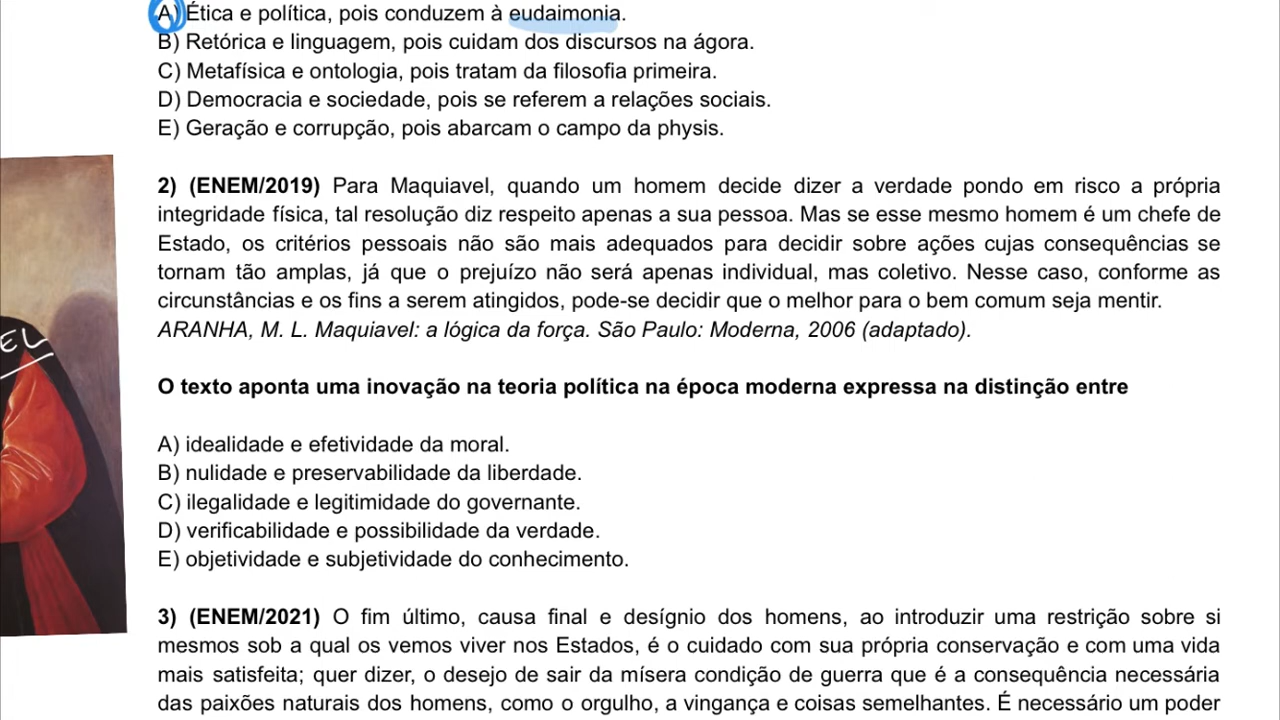 A) Ética e política, pois conduzem à eudaimonia.
B) Retórica e linguagem, pois cuidam dos discursos na ágora.
C) Metafísica e ontologia, pois tratam da filosofia primeira.
D) Democracia e sociedade, pois se referem a relações sociais.
E) Geração e corrupção, pois abarcam o campo da physis.
2) (ENEM/2019) Para Maquiavel, quando um homem decide dizer a verdade pondo em risco a própria
integridade física, tal resolução diz respeito apenas a sua pessoa. Mas se esse mesmo homem é um chefe de
Estado, os critérios pessoais não são mais adequados para decidir sobre ações cujas consequências se
tornam tão amplas, já que o prejuízo não será apenas individual, mas coletivo. Nesse caso, conforme as
circunstâncias e os fins a serem atingidos, pode-se decidir que o melhor para o bem comum seja mentir.
ARANHA, M. L. Maquiavel: a lógica da força. São Paulo: Moderna, 2006 (adaptado).
EL
O texto aponta uma inovação na teoria política na época moderna expressa na distinção entre
A) idealidade e efetividade da moral.
B) nulidade e preservabilidade da liberdade.
C) ilegalidade e legitimidade do governante.
D) verificabilidade e possibilidade da verdade.
E) objetividade e subjetividade do conhecimento.
3) (ENEM/2021) O fim último, causa final e desígnio dos homens, ao introduzir uma restrição sobre si
mesmos sob a qual os vemos viver nos Estados, é o cuidado com sua própria conservação e com uma vida
mais satisfeita; quer dizer, o desejo de sair da mísera condição de guerra que é a consequência necessária
das paixões naturais dos homens, como o orgulho, a vingança e coisas semelhantes. É necessário um poder